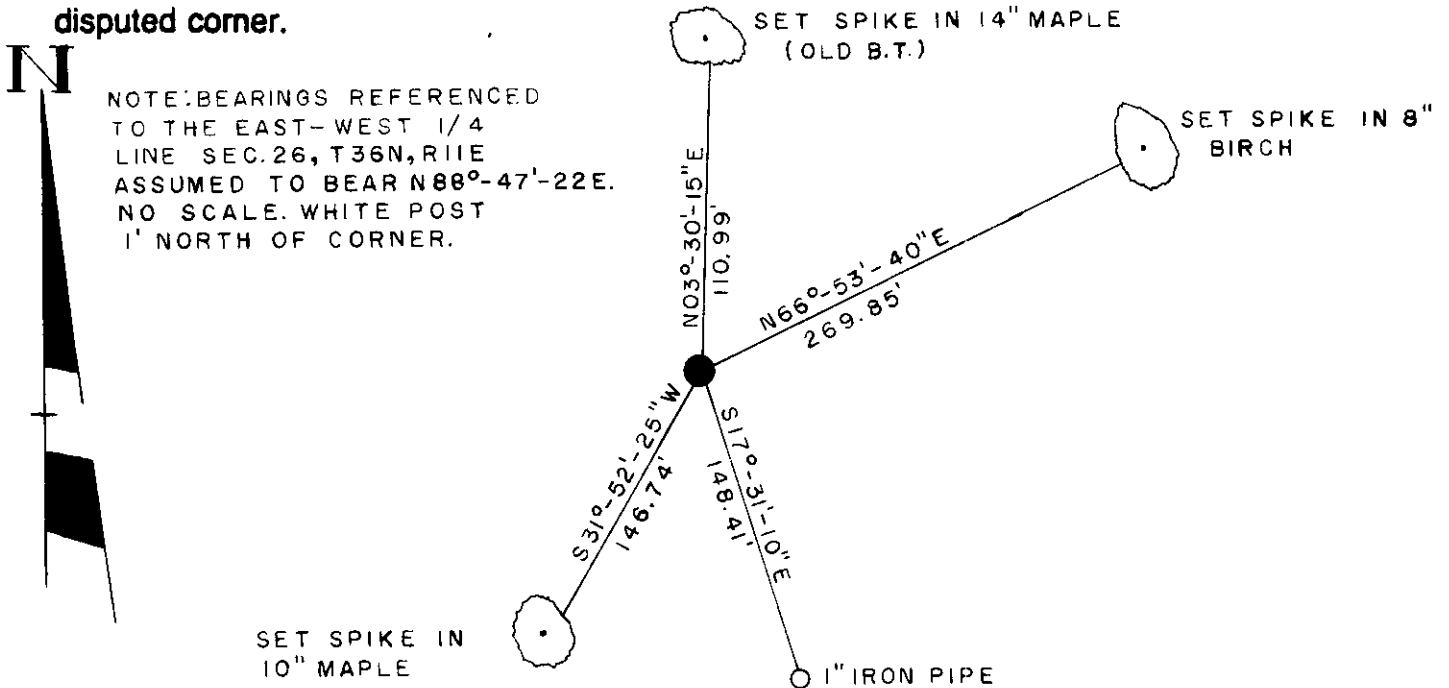 disputed corner.
N
NOTE: BEARINGS REFERENCED
TO THE EAST-WEST 1/4
LINE SEC. 26, T36N, R11E
ASSUMED TO BEAR N88°-47'-22E.
NO SCALE. WHITE POST
1' NORTH OF CORNER.
SET SPIKE IN 14" MAPLE
(OLD B.T.)
SET SPIKE IN 8"
BIRCH
N03°-30'-15"E
110.99'
N66°-53'-40"E
269.85'
S31°-52'-25"W
146.74'
S17°-31'-10"E
148.41'
SET SPIKE IN
10" MAPLE
1" IRON PIPE